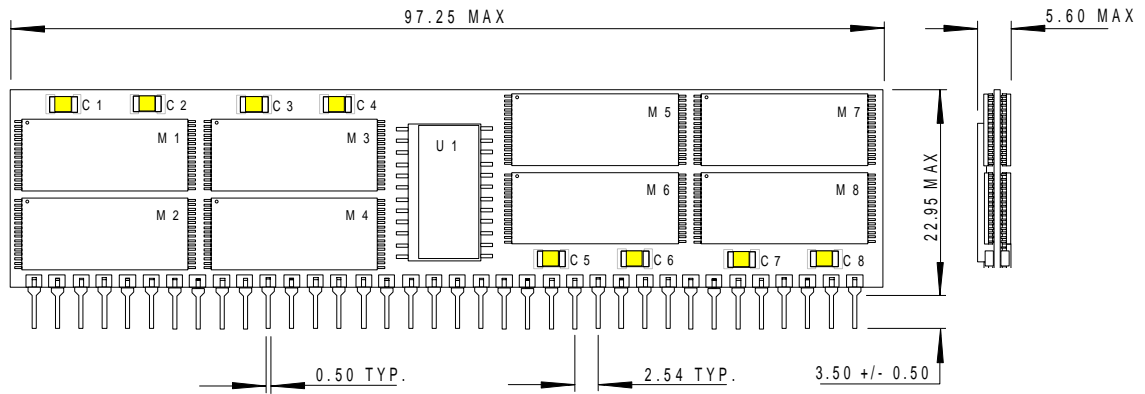 97.25 MAX
5.60 MAX
C 1
C 2
C 3
C 4
M 5
M 7
M 1
M 3
U 1
22.95 MAX
M 6
M 8
M 2
M 4
C 5
C 6
C 7
C 8
0.50 TYP.
2.54 TYP.
3.50 +/- 0.50